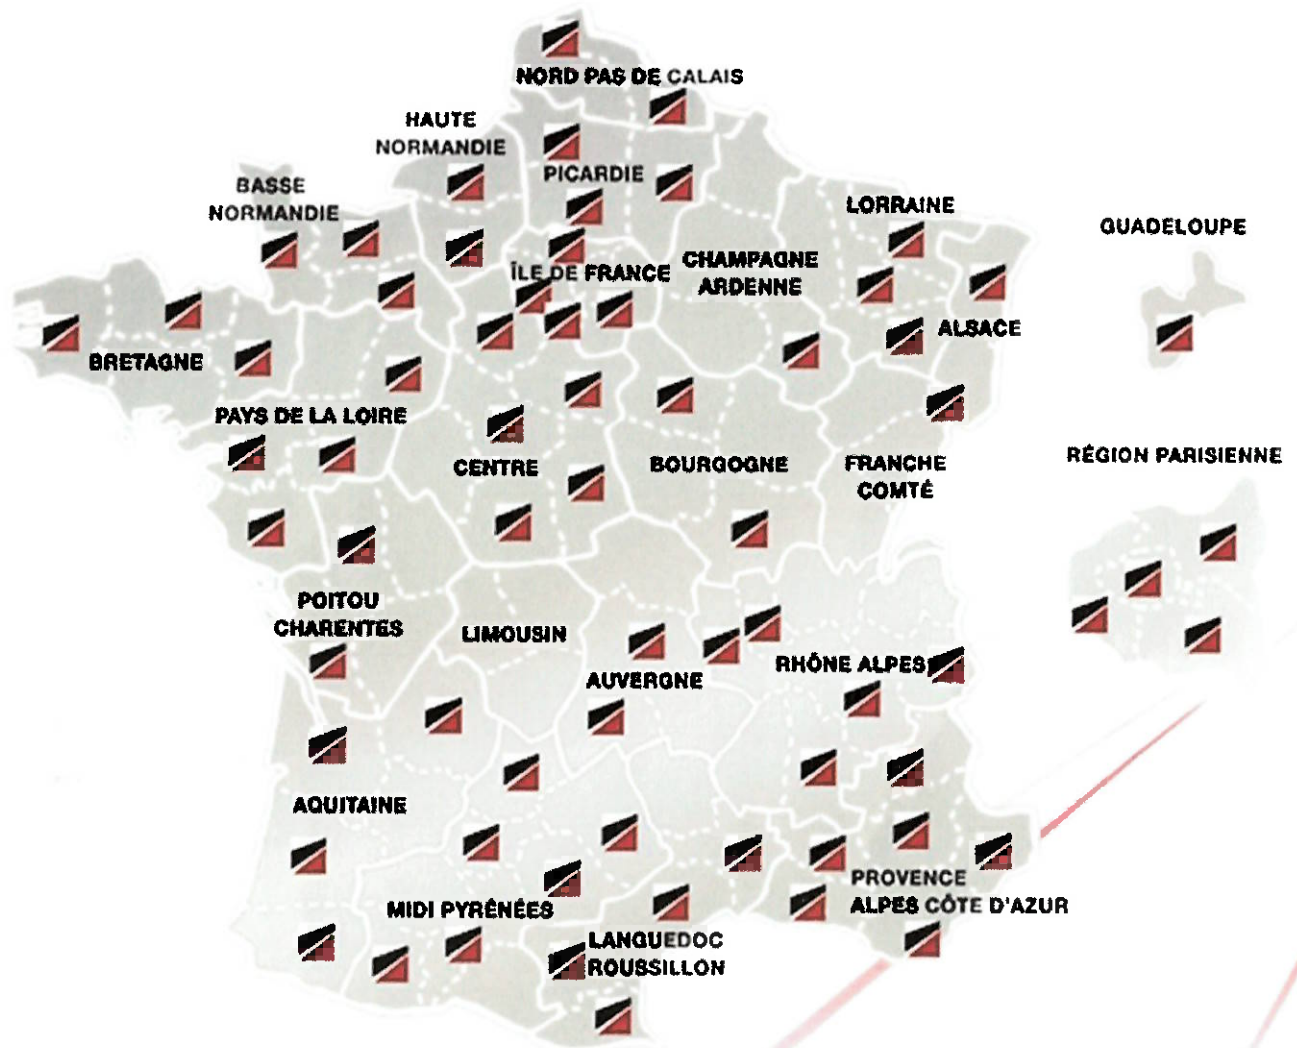 NORD PAS DE CALAIS
HAUTE
NORMANDIE
PICARDIE
BASSE
NORMANDIE
LORRAINE
GUADELOUPE
ÎLE DE FRANCE
CHAMPAGNE
ARDENNE
ALSACE
BRETAGNE
PAYS DE LA LOIRE
CENTRE
BOURGOGNE
FRANCHE
COMTÉ
RÉGION PARISIENNE
POITOU
CHARENTES
LIMOUSIN
AUVERGNE
RHÔNE ALPES
AQUITAINE
MIDI PYRÉNÉES
PROVENCE
ALPES CÔTE D'AZUR
LANGUEDOC
ROUSSILLON